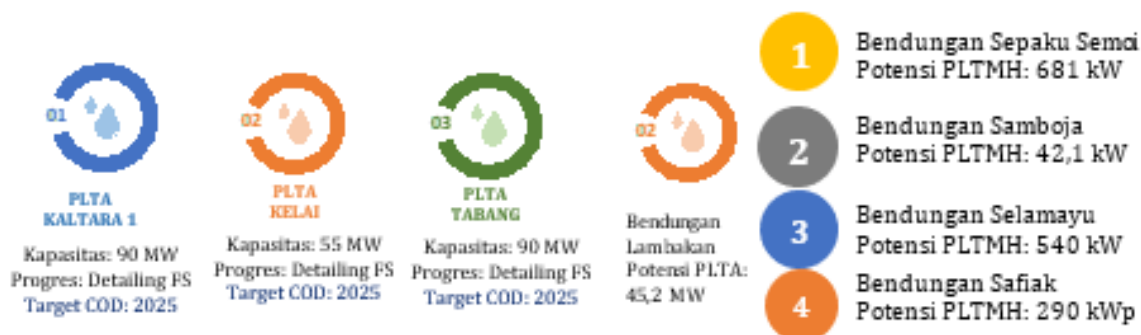 01
PLTA
KALTARA 1
Kapasitas: 90 MW
Progres: Detailing FS
Target COD: 2025
02
PLTA
KELAI
Kapasitas: 55 MW
Progres: Detailing FS
Target COD: 2025
03
PLTA
TABANG
Kapasitas: 90 MW
Progres: Detailing FS
Target COD: 2025
02
Bendungan
Lambakan
Potensi PLTA:
45,2 MW
1
Bendungan Sepaku Semoi
Potensi PLTMH: 681 kW
2
Bendungan Samboja
Potensi PLTMH: 42,1 kW
3
Bendungan Selamayu
Potensi PLTMH: 540 kW
4
Bendungan Safiak
Potensi PLTMH: 290 kWp